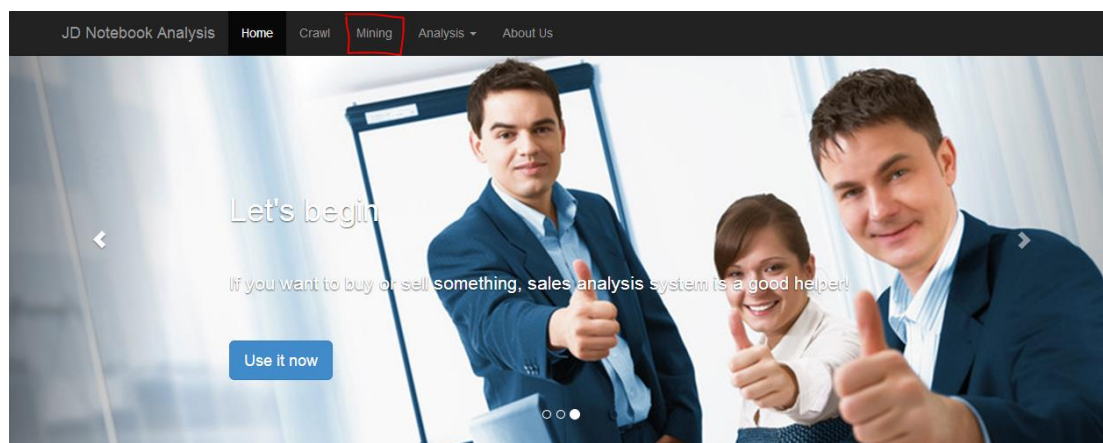 JD Notebook Analysis Home Crawl Mining Analysis About Us
Let's begin
If you want to buy or sell something, sales analysis system is a good helper!
Use it now